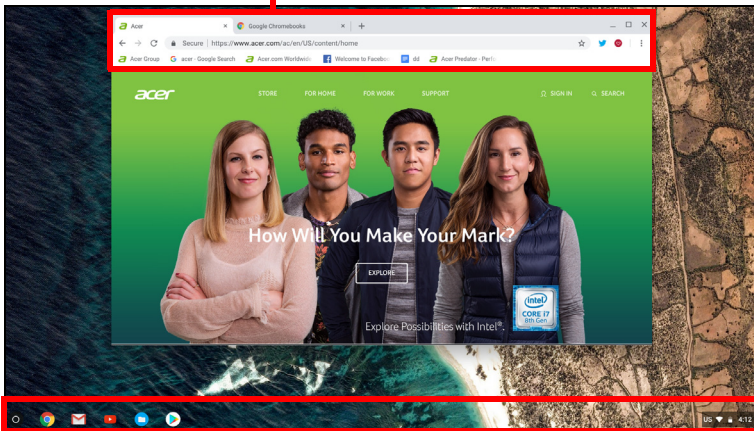 Acer
Google Chromebooks
Secure | https://www.acer.com/ac/en/US/content/home
Acer Group
acer - Google Search
Acer.com Worldwide
Welcome to Facebo
dd
Acer Predator - Perfo
acer
STORE
FOR HOME
FOR WORK
SUPPORT
SIGN IN
SEARCH
How Will You Make Your Mark?
EXPLORE
intel
CORE i7
8th Gen
Explore Possibilities with Intel®.
US
4:12